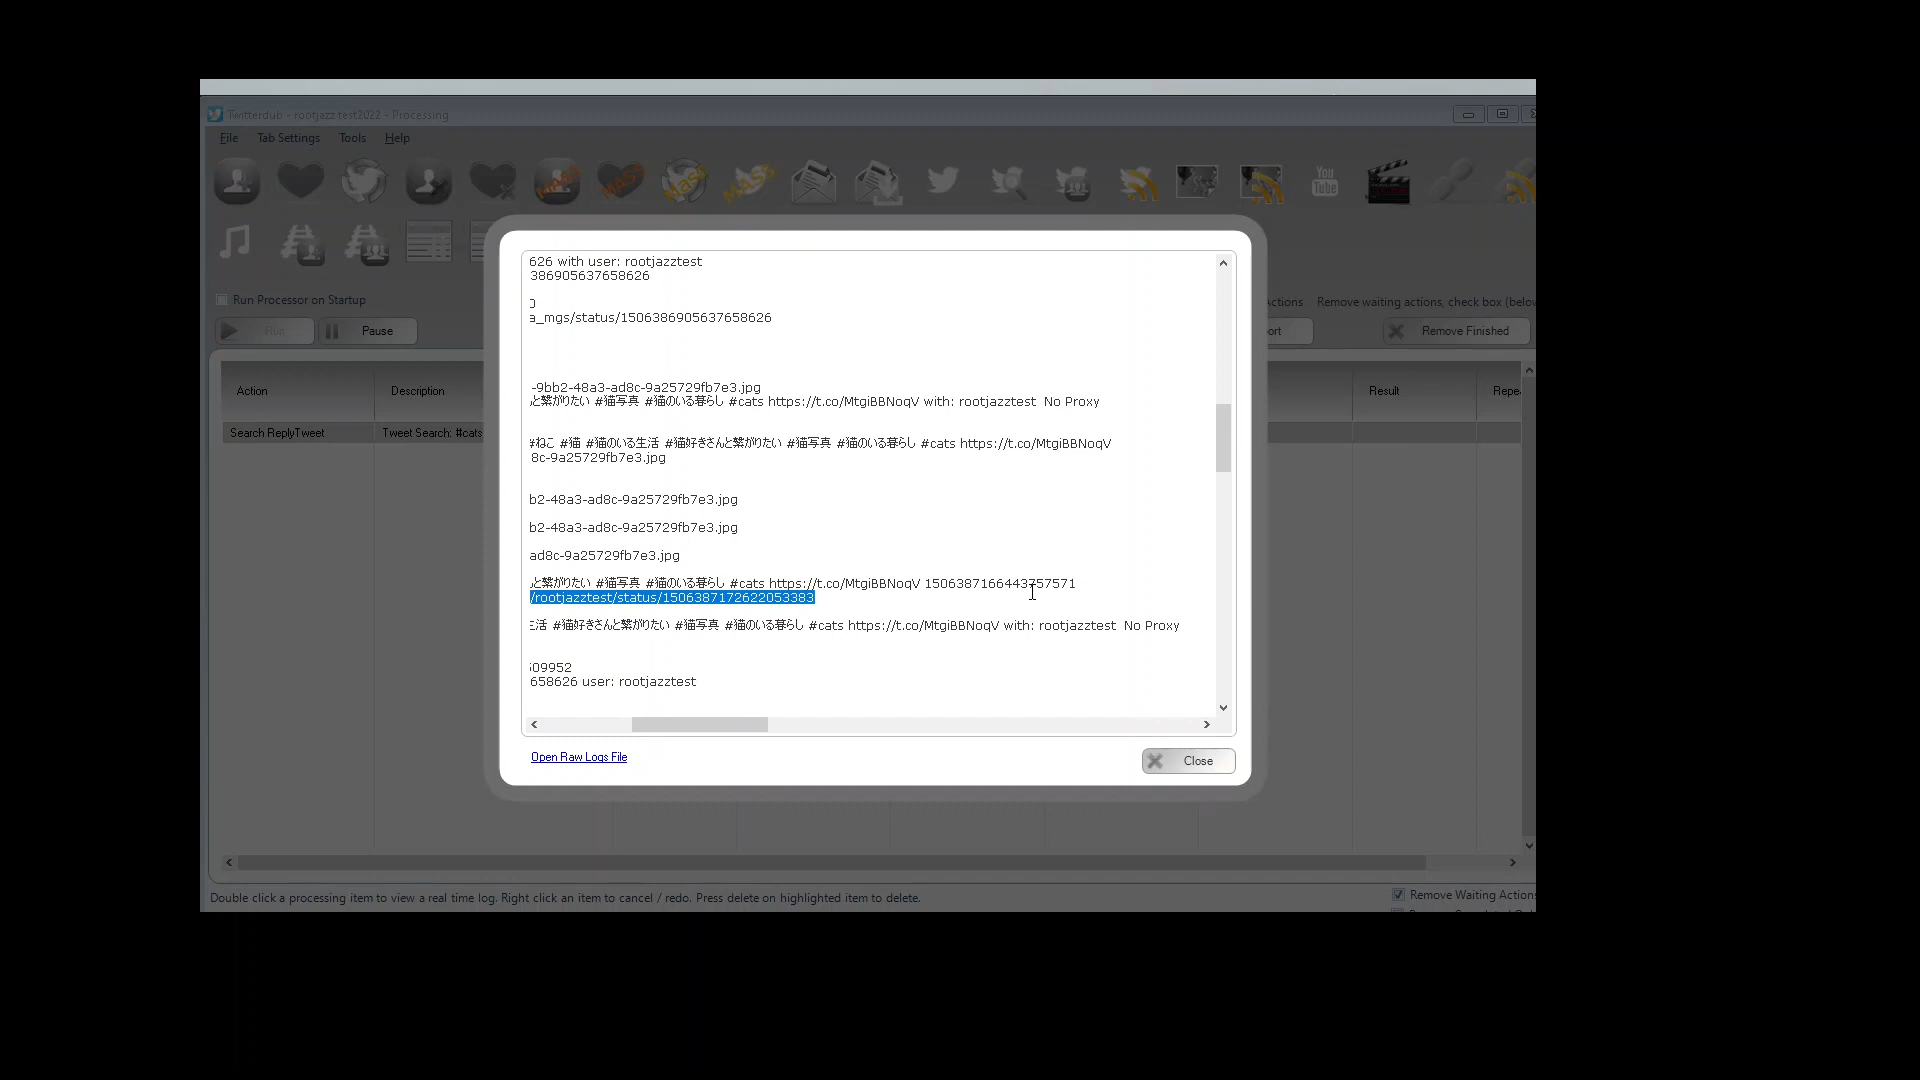 Twitterdub - rootjazz test2022 - Processing
File Tab Settings Tools Help
MASS MASS MASS MASS
You Tube
Run Processor on Startup
Actions Remove waiting actions, check box (below
Run Pause
Remove Finished
Action Description Result Repe
Search ReplyTweet Tweet Search: #cats
626 with user: rootjazztest
386905637658626
a_mgs/status/1506386905637658626
-9bb2-48a3-ad8c-9a25729fb7e3.jpg
と繋がりたい #猫写真 #猫のいる暮らし #cats https://t.co/MtgiBBNoqV with: rootjazztest No Proxy
#ねこ #猫 #猫のいる生活 #猫好きさんと繋がりたい #猫写真 #猫のいる暮らし #cats https://t.co/MtgiBBNoqV
8c-9a25729fb7e3.jpg
b2-48a3-ad8c-9a25729fb7e3.jpg
b2-48a3-ad8c-9a25729fb7e3.jpg
ad8c-9a25729fb7e3.jpg
と繋がりたい #猫写真 #猫のいる暮らし #cats https://t.co/MtgiBBNoqV 1506387166443757571
/rootjazztest/status/1506387172622053383
活 #猫好きさんと繋がりたい #猫写真 #猫のいる暮らし #cats https://t.co/MtgiBBNoqV with: rootjazztest No Proxy
09952
658626 user: rootjazztest
Open Raw Logs File
Close
Double click a processing item to view a real time log. Right click an item to cancel / redo. Press delete on highlighted item to delete.
Remove Waiting Actions